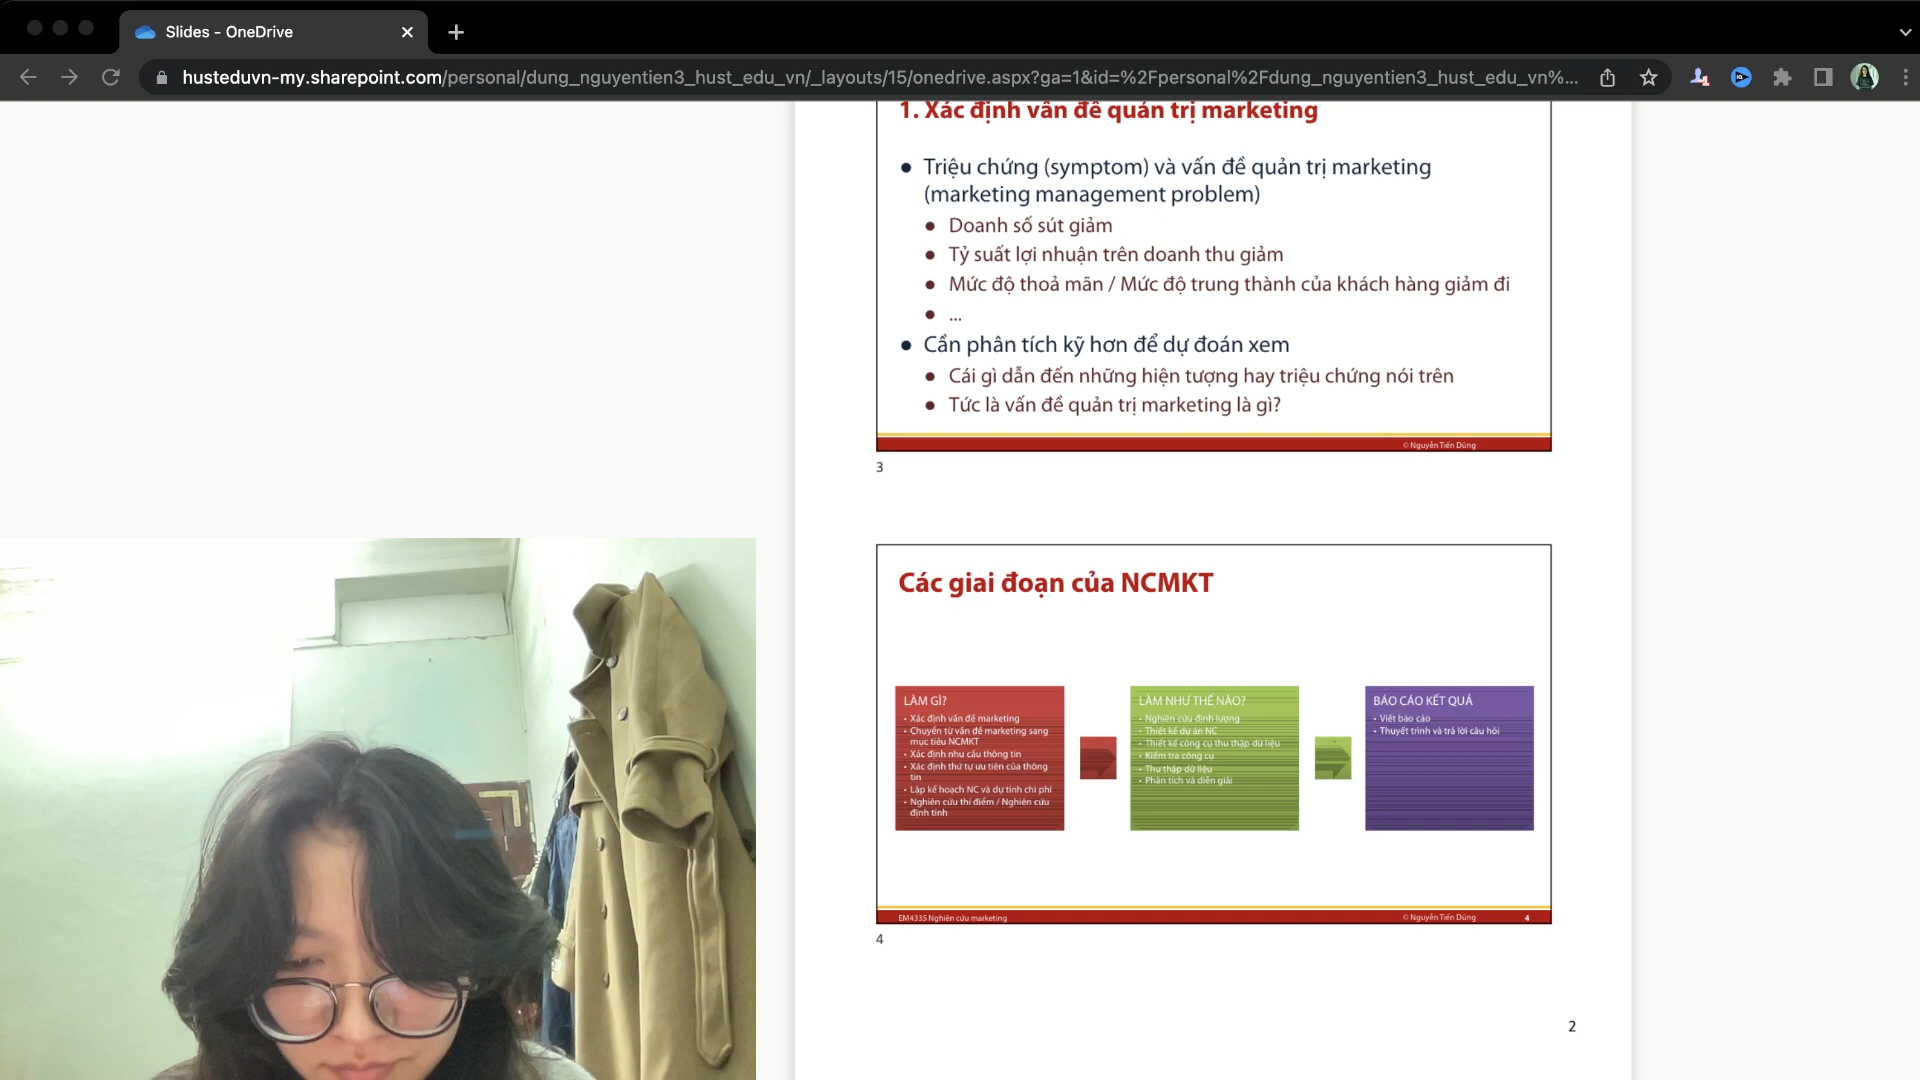 Slides - OneDrive
husteduvn-my.sharepoint.com/personal/dung_nguyentien3_hust_edu_vn/_layouts/15/onedrive.aspx?ga=1&id=%2Fpersonal%2Fdung_nguyentien3_hust_edu_vn%...
1. Xác định vấn đề quản trị marketing
● Triệu chứng (symptom) và vấn đề quản trị marketing
(marketing management problem)
● Doanh số sút giảm
● Tỷ suất lợi nhuận trên doanh thu giảm
● Mức độ thoả mãn / Mức độ trung thành của khách hàng giảm đi
● ...
● Cần phân tích kỹ hơn để dự đoán xem
● Cái gì dẫn đến những hiện tượng hay triệu chứng nói trên
● Tức là vấn đề quản trị marketing là gì?
© Nguyễn Tiến Dũng
3
Các giai đoạn của NCMKT
LÀM GÌ?
• Xác định vấn đề marketing
• Chuyển từ vấn đề marketing sang
mục tiêu NCMKT
• Xác định nhu cầu thông tin
• Xác định thứ tự ưu tiên của thông
tin
• Lập kế hoạch NC và dự tính chi phí
• Nghiên cứu thí điểm / Nghiên cứu
định tính
LÀM NHƯ THẾ NÀO?
• Nghiên cứu định lượng
• Thiết kế dự án NC
• Thiết kế công cụ thu thập dữ liệu
• Kiểm tra công cụ
• Thu thập dữ liệu
• Phân tích và diễn giải
BÁO CÁO KẾT QUẢ
• Viết báo cáo
• Thuyết trình và trả lời câu hỏi
EM4335 Nghiên cứu marketing
© Nguyễn Tiến Dũng
4
4
2